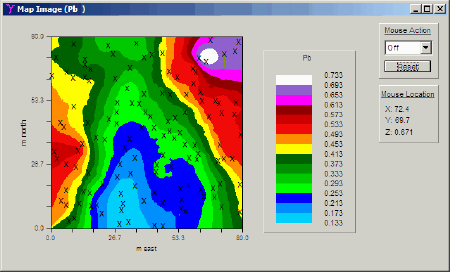 Map Image (Pb )
80.0
53.3
26.7
0.0
m north
0.0 26.7 53.3 80.0
m east
Pb
0.733
0.693
0.653
0.613
0.573
0.533
0.493
0.453
0.413
0.373
0.333
0.293
0.253
0.213
0.173
0.133
Mouse Action
Off
Reset
Mouse Location
X: 72.4
Y: 69.7
Z: 0.671